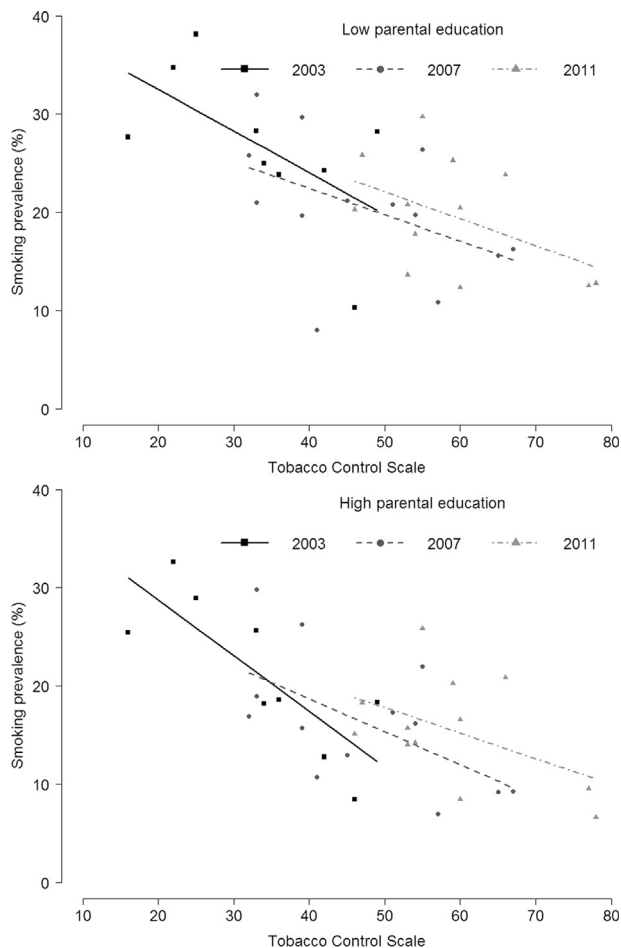 Low parental education
2003 2007 2011
Smoking prevalence (%)
40
30
20
10
0
10 20 30 40 50 60 70 80
Tobacco Control Scale
High parental education
2003 2007 2011
Smoking prevalence (%)
40
30
20
10
0
10 20 30 40 50 60 70 80
Tobacco Control Scale